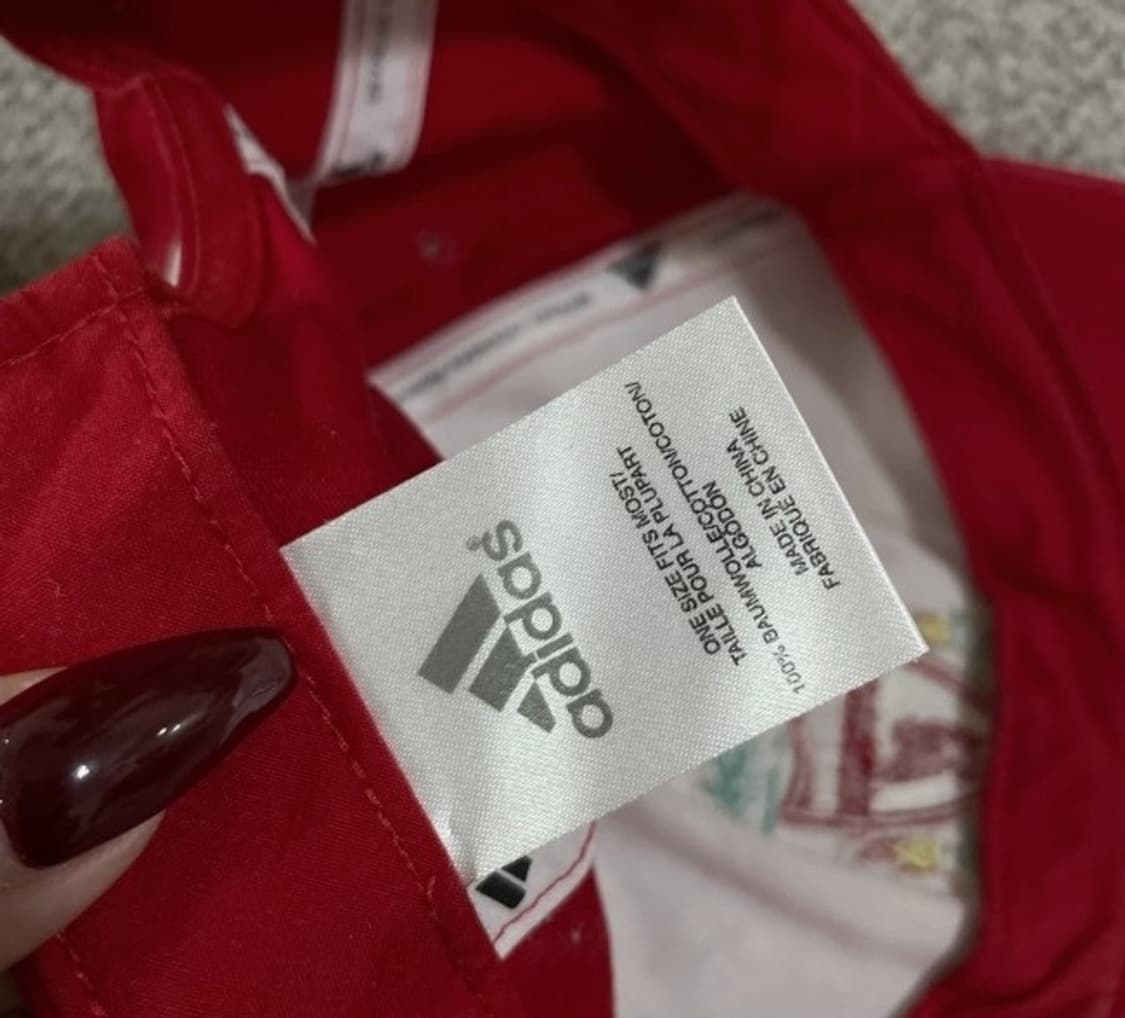 adidas®
ONE SIZE FITS MOST/
TAILLE POUR LA PLUPART
100% BAUMWOLLE/COTTON/COTON/
ALGODÓN
MADE IN CHINA
FABRIQUÉ EN CHINE